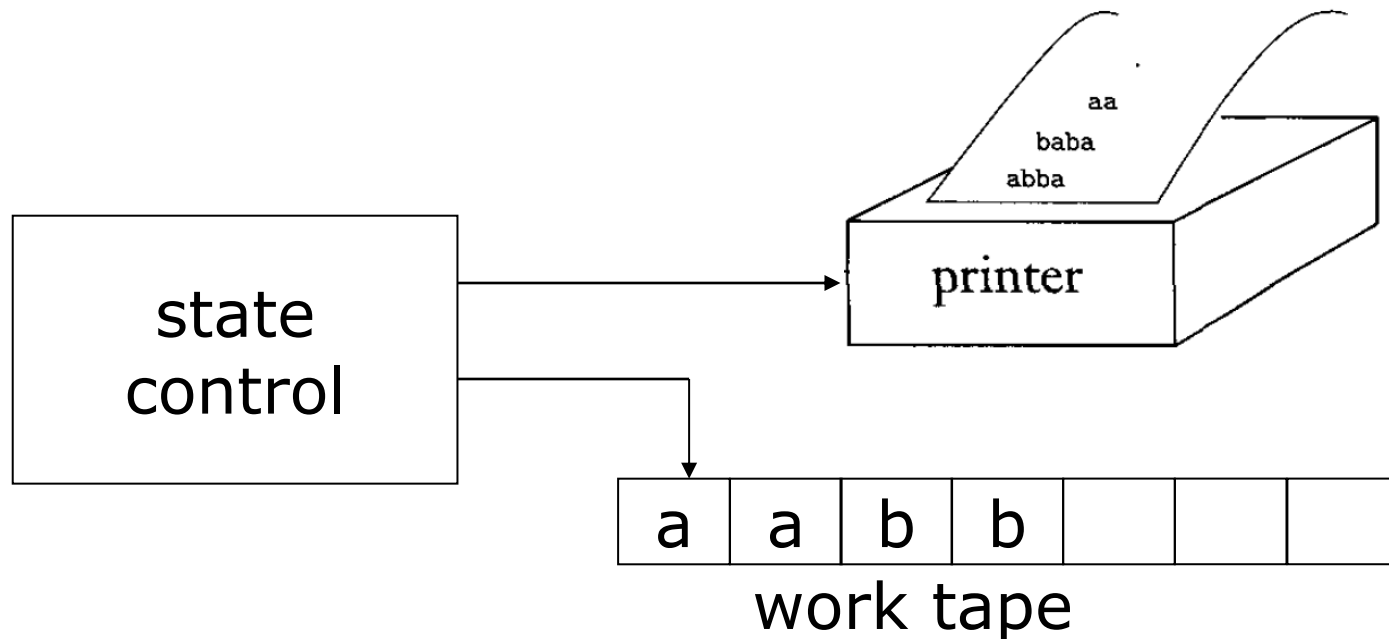 aa
baba
abba
printer
state
control
a a b b
work tape